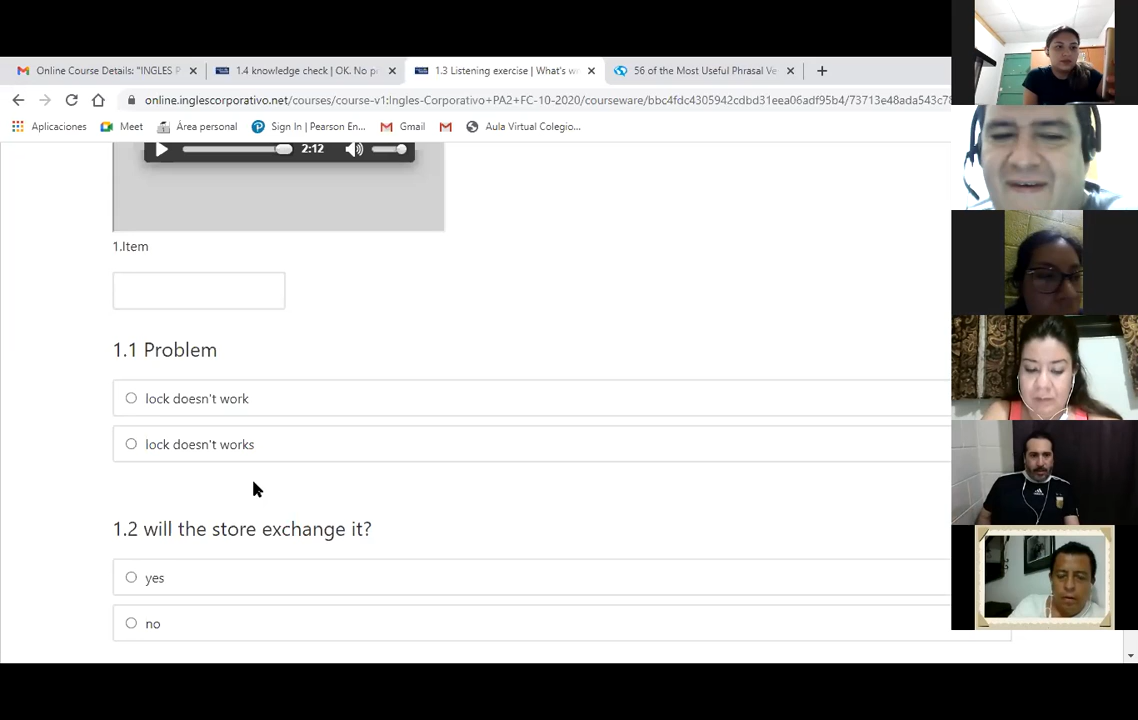 Online Course Details: "INGLES P
1.4 knowledge check | OK. No p
1.3 Listening exercise | What's w
56 of the Most Useful Phrasal Ve
online.inglescorporativo.net/courses/course-v1:Ingles-Corporativo+PA2+FC-10-2020/courseware/bbc4fdc4305942cdbd31eea06adf95b4/73713e48ada543c78
Aplicaciones
Meet
Área personal
Sign In | Pearson En...
Gmail
Aula Virtual Colegio...
2:12
1.Item
1.1 Problem
lock doesn't work
lock doesn't works
1.2 will the store exchange it?
yes
no